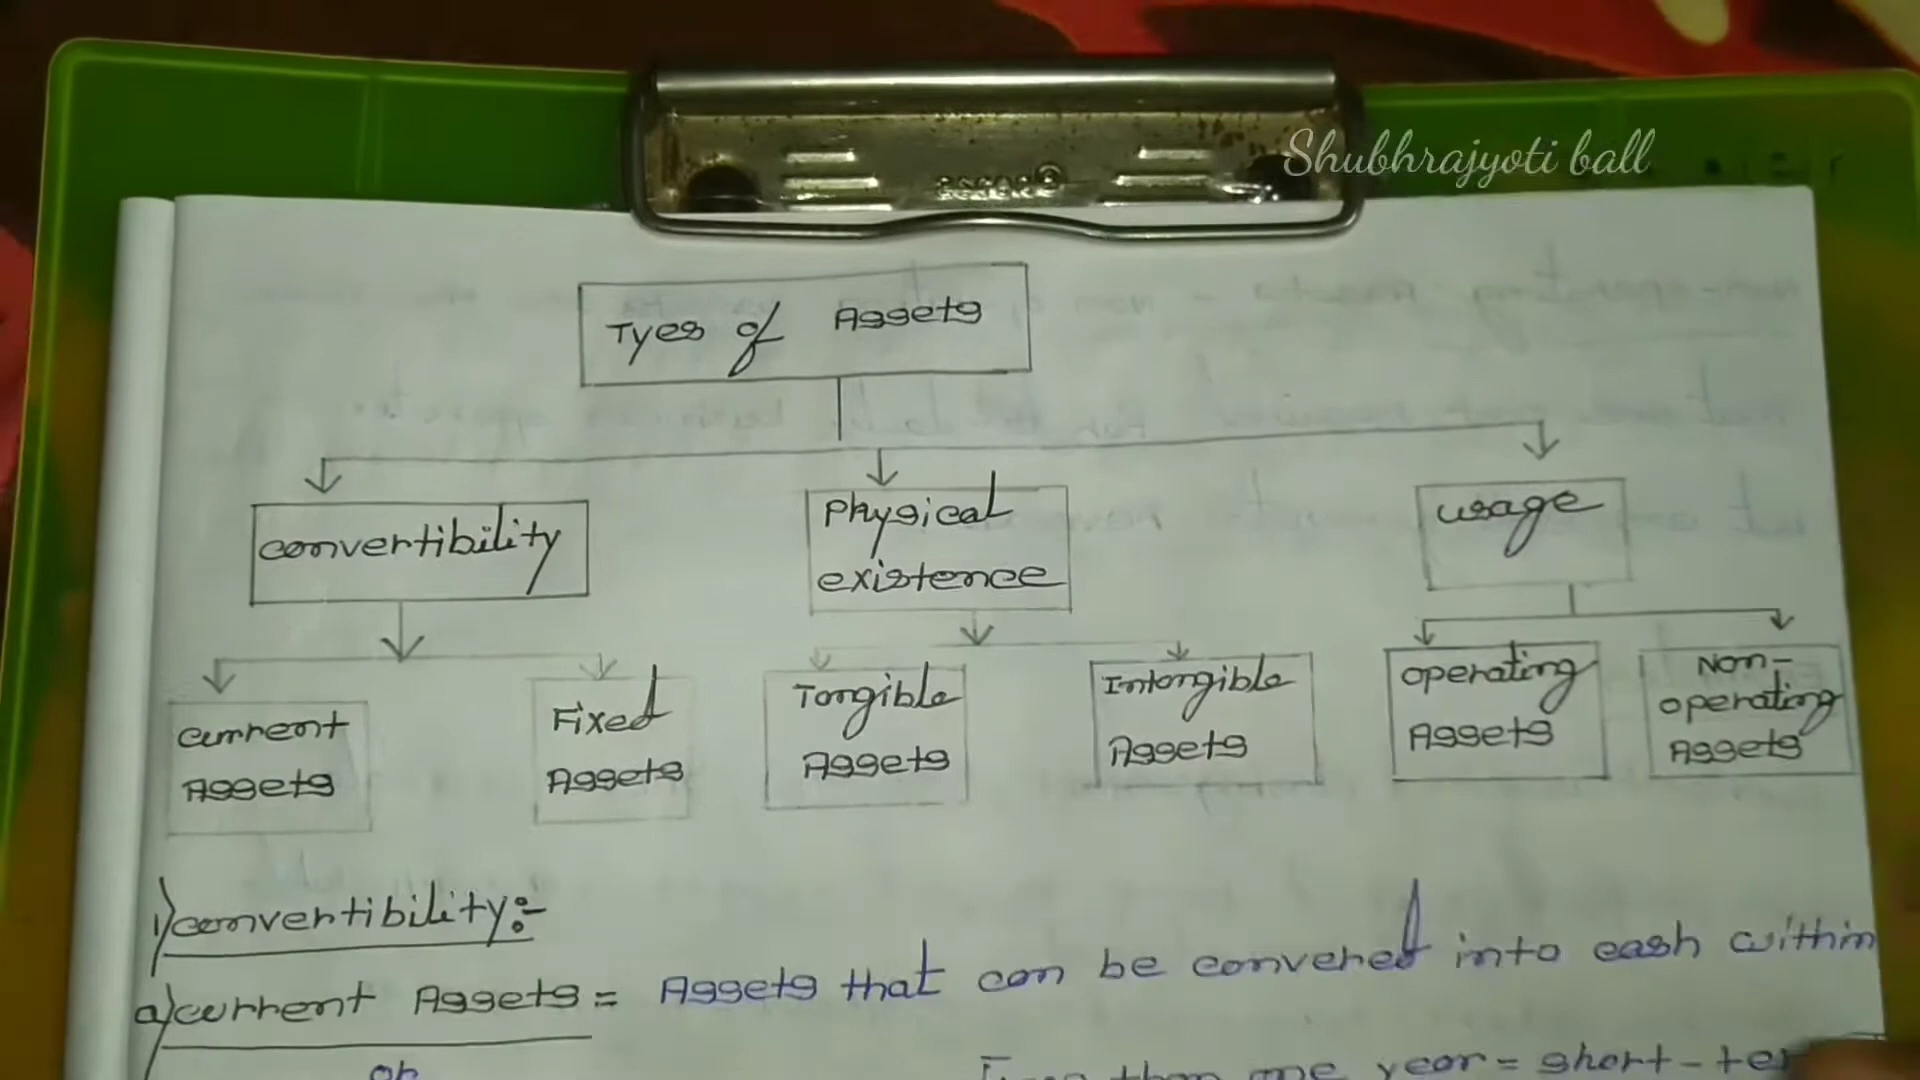 Shubhrajyoti ball
Tyes of Assets
convertibility
Physical
existence
usage
current
Assets
Fixed
Assets
Tangible
Assets
Intangible
Assets
operating
Assets
Non-
operating
Assets
1) convertibility:-
a) current Assets = Assets that can be convered into cash within
or
than one year = short-ter